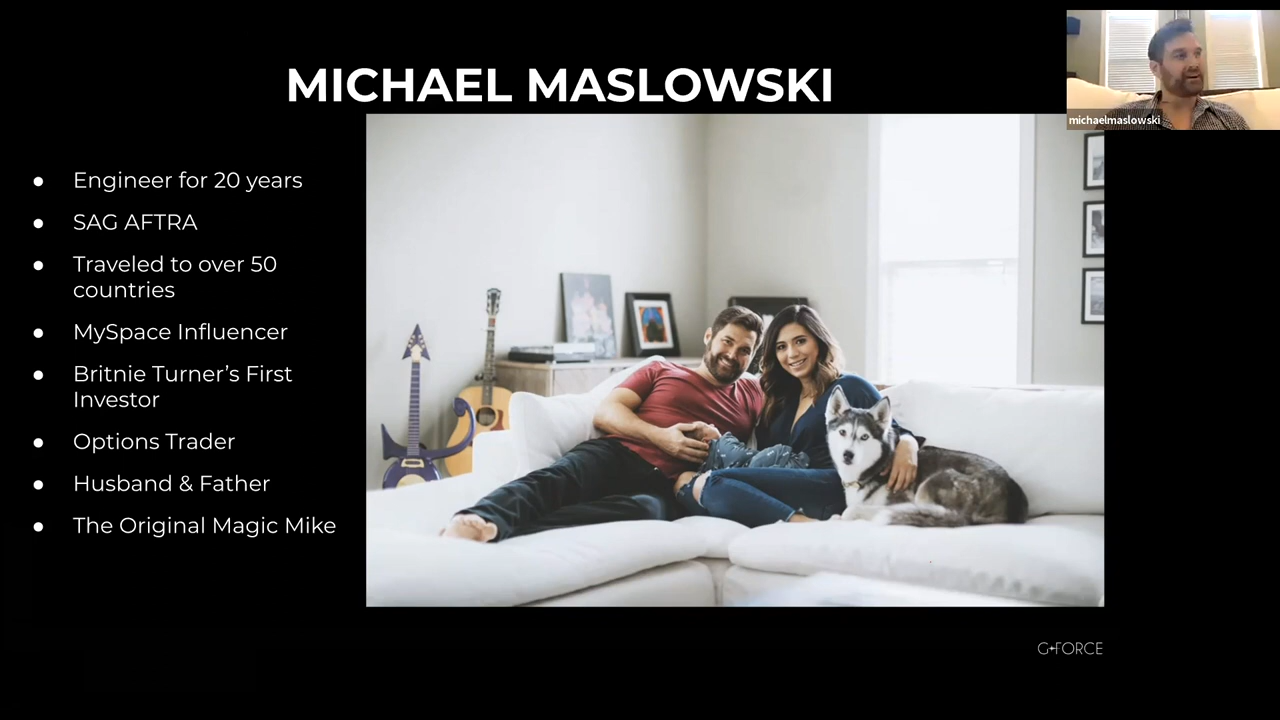 MICHAEL MASLOWSKI
michaelmaslowski
● Engineer for 20 years
● SAG AFTRA
● Traveled to over 50
countries
● MySpace Influencer
● Britnie Turner’s First
Investor
● Options Trader
● Husband & Father
● The Original Magic Mike
G+FORCE